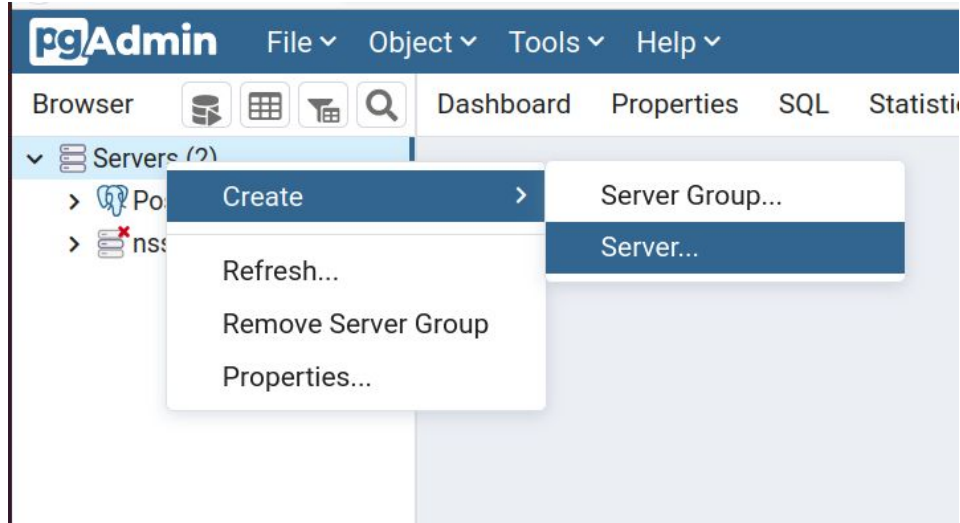 pgAdmin File Object Tools Help
Browser Dashboard Properties SQL
Servers (2)
Create
Server Group...
Server...
Refresh...
Remove Server Group
Properties...